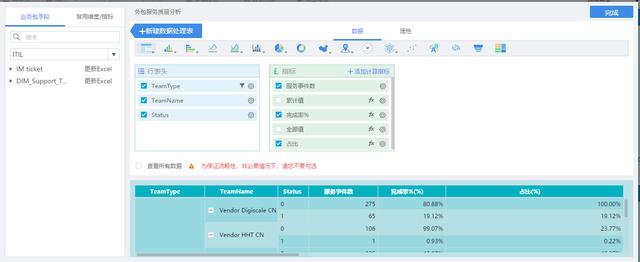 业务包字段
常用维度/指标
搜索
ITIL
IM ticket 更新Excel
DIM_Support_T... 更新Excel
外包服务质量分析
完成
+新建数据处理表
数据 属性
行表头
TeamType
TeamName
Status
指标 +添加计算指标
服务事件数
累计值
完成率%
全部值
占比
查看所有数据 为保证流畅性，非必要情况下，请您不要勾选
TeamType TeamName Status 服务事件数 完成率%(%) 占比(%)
Vendor Digiscale CN 0 275 80.88% 100.00%
1 65 19.12% 19.12%
Vendor HHT CN 0 106 99.07% 23.77%
1 1 0.93% 0.22%